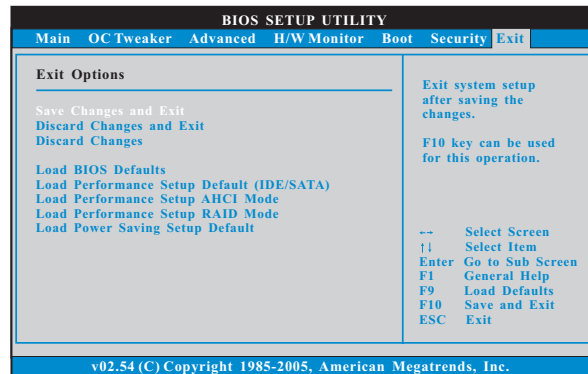 BIOS SETUP UTILITY
Main OC Tweaker Advanced H/W Monitor Boot Security Exit
Exit Options
Save Changes and Exit
Discard Changes and Exit
Discard Changes
Load BIOS Defaults
Load Performance Setup Default (IDE/SATA)
Load Performance Setup AHCI Mode
Load Performance Setup RAID Mode
Load Power Saving Setup Default
Exit system setup
after saving the
changes.
F10 key can be used
for this operation.
←→ Select Screen
↑↓ Select Item
Enter Go to Sub Screen
F1 General Help
F9 Load Defaults
F10 Save and Exit
ESC Exit
v02.54 (C) Copyright 1985-2005, American Megatrends, Inc.